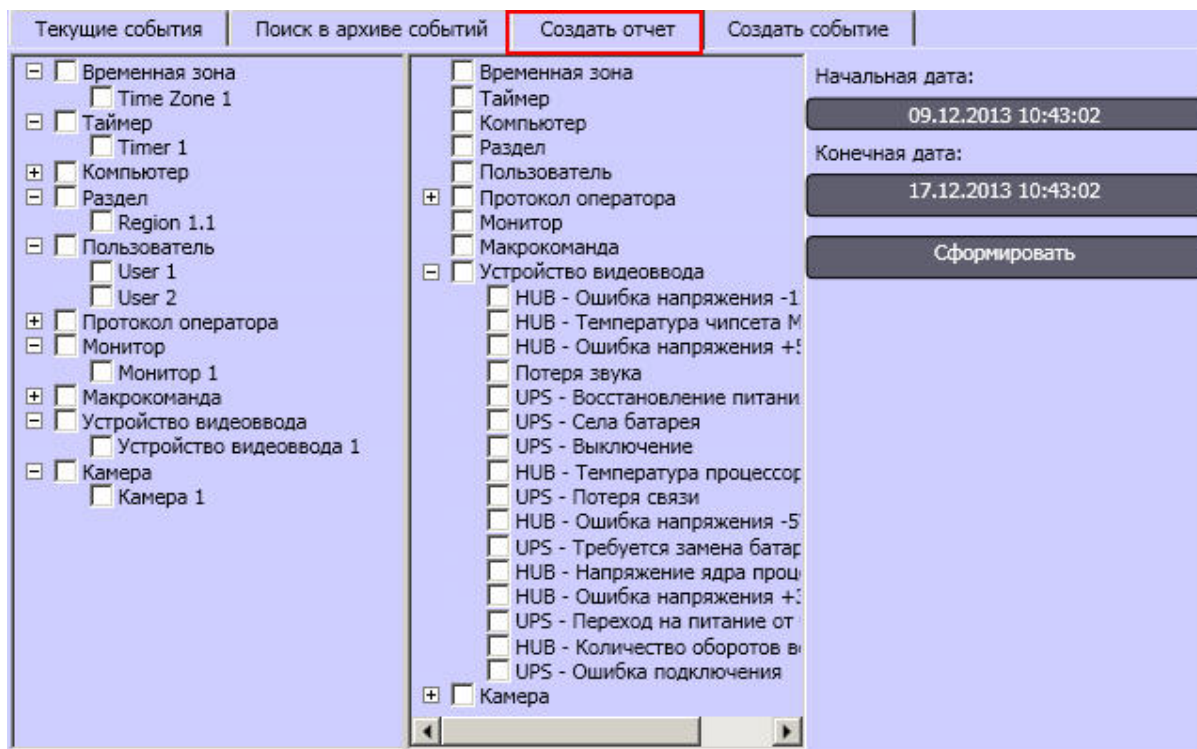 Текущие события
Поиск в архиве событий
Создать отчет
Создать событие
Временная зона
Time Zone 1
Таймер
Timer 1
Компьютер
Раздел
Region 1.1
Пользователь
User 1
User 2
Протокол оператора
Монитор
Монитор 1
Макрокоманда
Устройство видеоввода
Устройство видеоввода 1
Камера
Камера 1
Временная зона
Таймер
Компьютер
Раздел
Пользователь
Протокол оператора
Монитор
Макрокоманда
Устройство видеоввода
HUB - Ошибка напряжения -1
HUB - Температура чипсета М
HUB - Ошибка напряжения +5
Потеря звука
UPS - Восстановление питани
UPS - Села батарея
UPS - Выключение
HUB - Температура процессор
UPS - Потеря связи
HUB - Ошибка напряжения -5
UPS - Требуется замена батар
HUB - Напряжение ядра проц
HUB - Ошибка напряжения +3
UPS - Переход на питание от
HUB - Количество оборотов в
UPS - Ошибка подключения
Камера
Начальная дата:
09.12.2013 10:43:02
Конечная дата:
17.12.2013 10:43:02
Сформировать